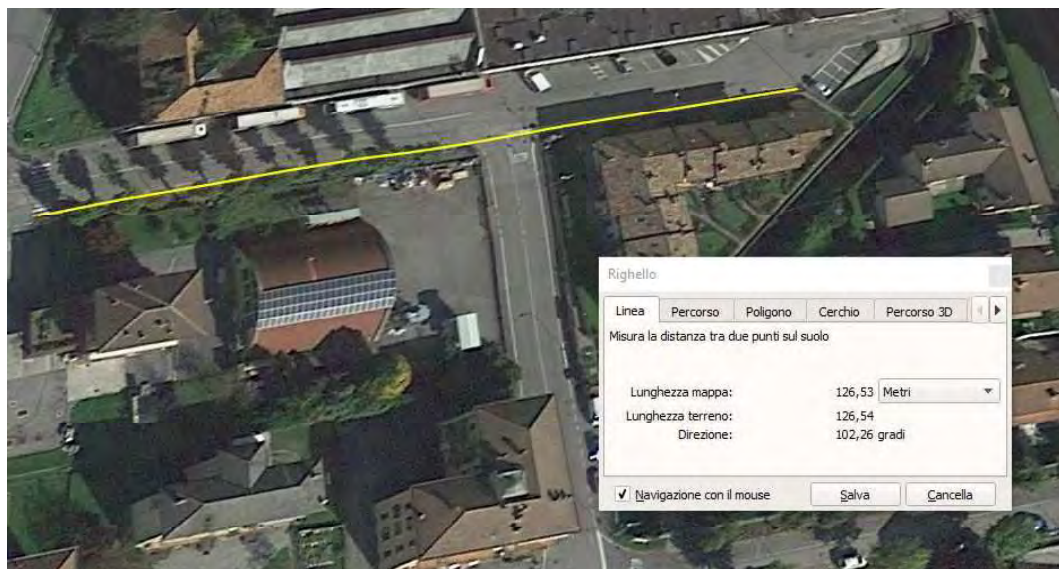 Righello
Linea Percorso Poligono Cerchio Percorso 3D
Misura la distanza tra due punti sul suolo
Lunghezza mappa: 126,53 Metri
Lunghezza terreno: 126,54
Direzione: 102,26 gradi
Navigazione con il mouse Salva Cancella